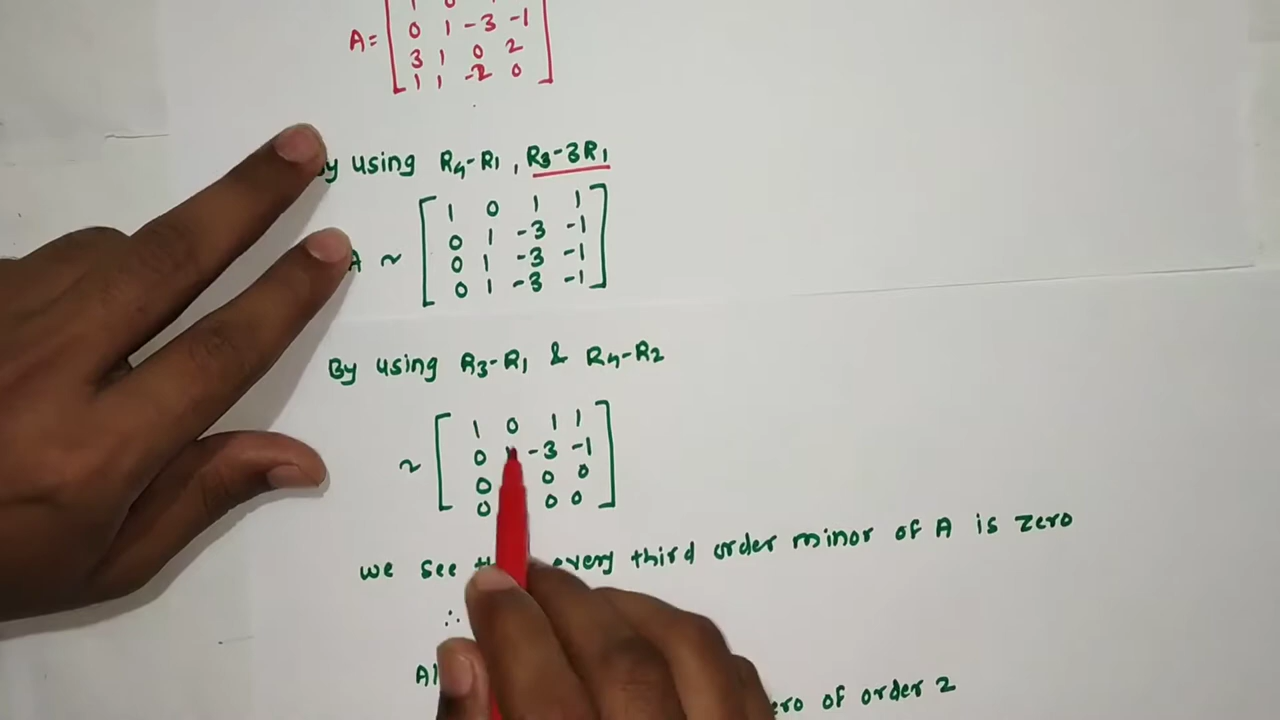 A= 0 1 -3 -1
3 1 0 2
1 1 -2 0
By using R4-R1, R3-3R1
A ~ 1 0 1 1
0 1 -3 -1
0 1 -3 -1
0 1 -3 -1
By using R3-R1 & R4-R2
~ 1 0 1 1
0 -3 -1
0 0 0
0 0 0
we see every third order minor of A is zero
∴
of order 2